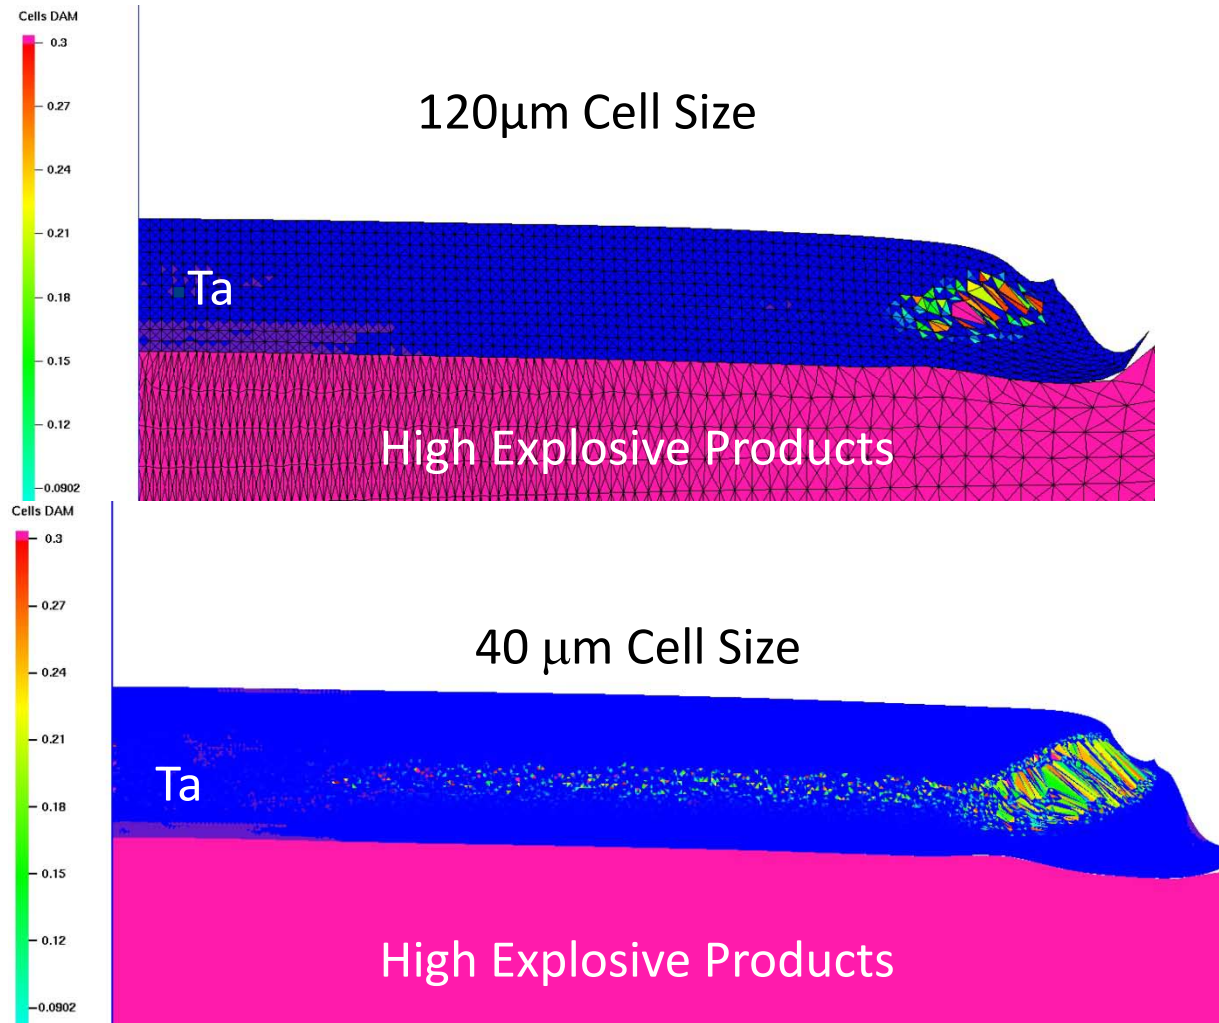 Cells DAM
0.3
0.27
0.24
0.21
0.18
0.15
0.12
0.0902
120μm Cell Size
Ta
High Explosive Products
Cells DAM
0.3
0.27
0.24
0.21
0.18
0.15
0.12
0.0902
40 μm Cell Size
Ta
High Explosive Products